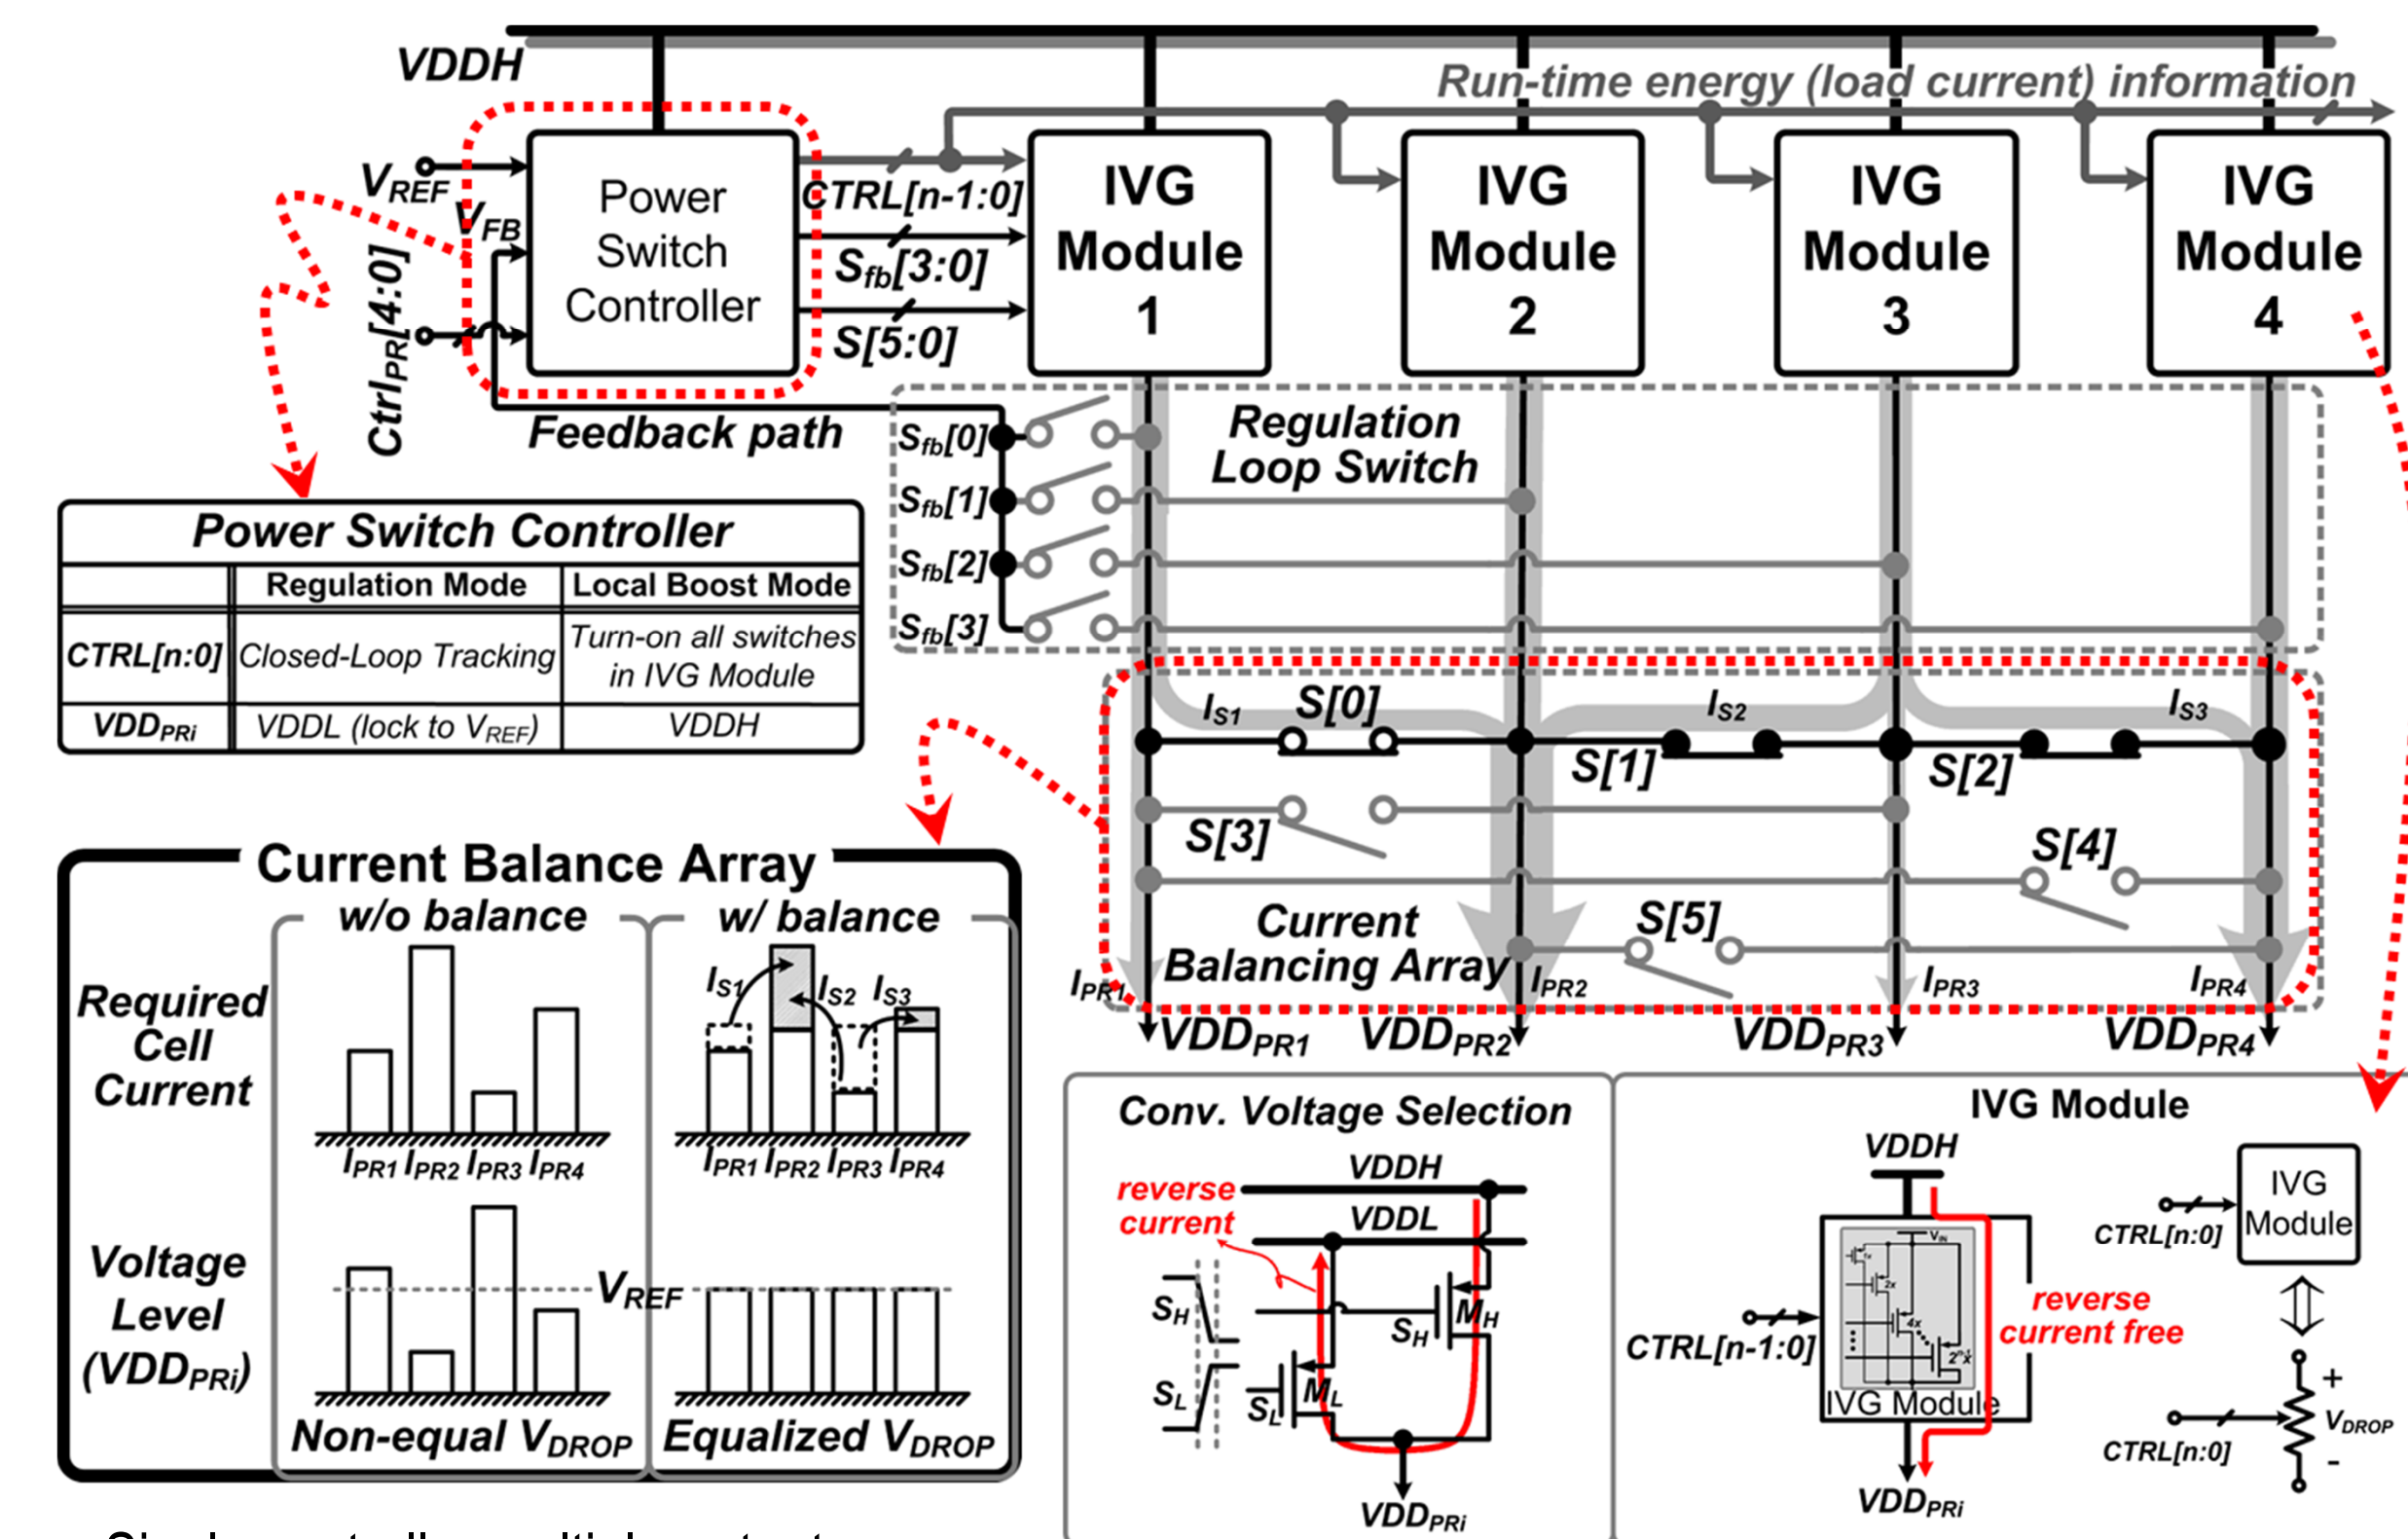 VDDH
Run-time energy (load current) information
VREF
VFB
CtrlPR[4:0]
Power
Switch
Controller
CTRL[n-1:0]
Sfb[3:0]
S[5:0]
IVG
Module
1
IVG
Module
2
IVG
Module
3
IVG
Module
4
Feedback path
Sfb[0]
Sfb[1]
Sfb[2]
Sfb[3]
Regulation
Loop Switch
Power Switch Controller
Regulation Mode
Local Boost Mode
CTRL[n:0]
Closed-Loop Tracking
Turn-on all switches
in IVG Module
VDDPRi
VDDL (lock to VREF)
VDDH
IS1
S[0]
IS2
IS3
S[1]
S[2]
S[3]
S[4]
S[5]
Current
Balancing Array
IPR1
IPR2
IPR3
IPR4
VDDPR1
VDDPR2
VDDPR3
VDDPR4
Current Balance Array
w/o balance
w/ balance
Required
Cell
Current
IS1
IS2
IS3
IPR1
IPR2
IPR3
IPR4
IPR1
IPR2
IPR3
IPR4
Voltage
Level
(VDDPRi)
VREF
Non-equal VDROP
Equalized VDROP
Conv. Voltage Selection
VDDH
reverse
current
VDDL
SH
SL
SH
MH
SL
ML
VDDPRi
IVG Module
VDDH
VIN
1x
2x
4x
2n-1x
IVG Module
CTRL[n-1:0]
reverse
current free
VDDPRi
IVG
Module
CTRL[n:0]
+
VDROP
-
CTRL[n:0]